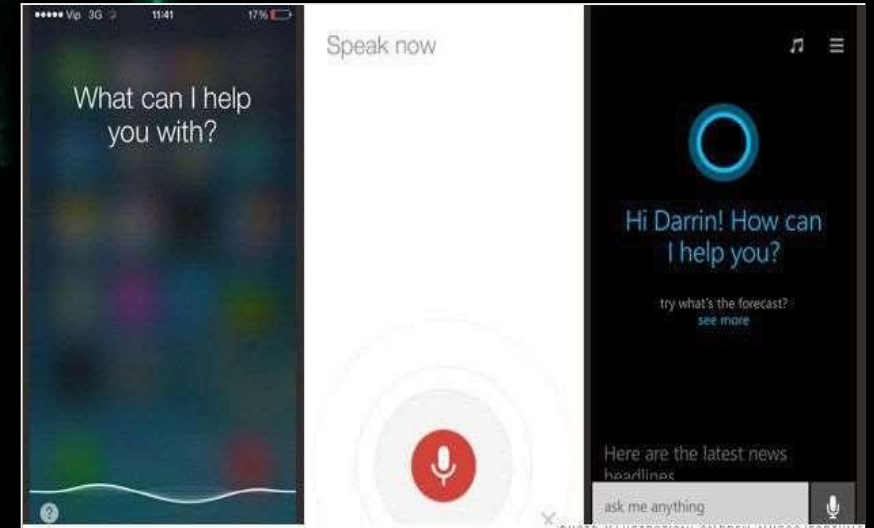 Vip 3G 11:41 17%
What can I help
you with?
?
Speak now
Hi Darrin! How can
I help you?
try what's the forecast?
see more
Here are the latest news
headlines
ask me anything